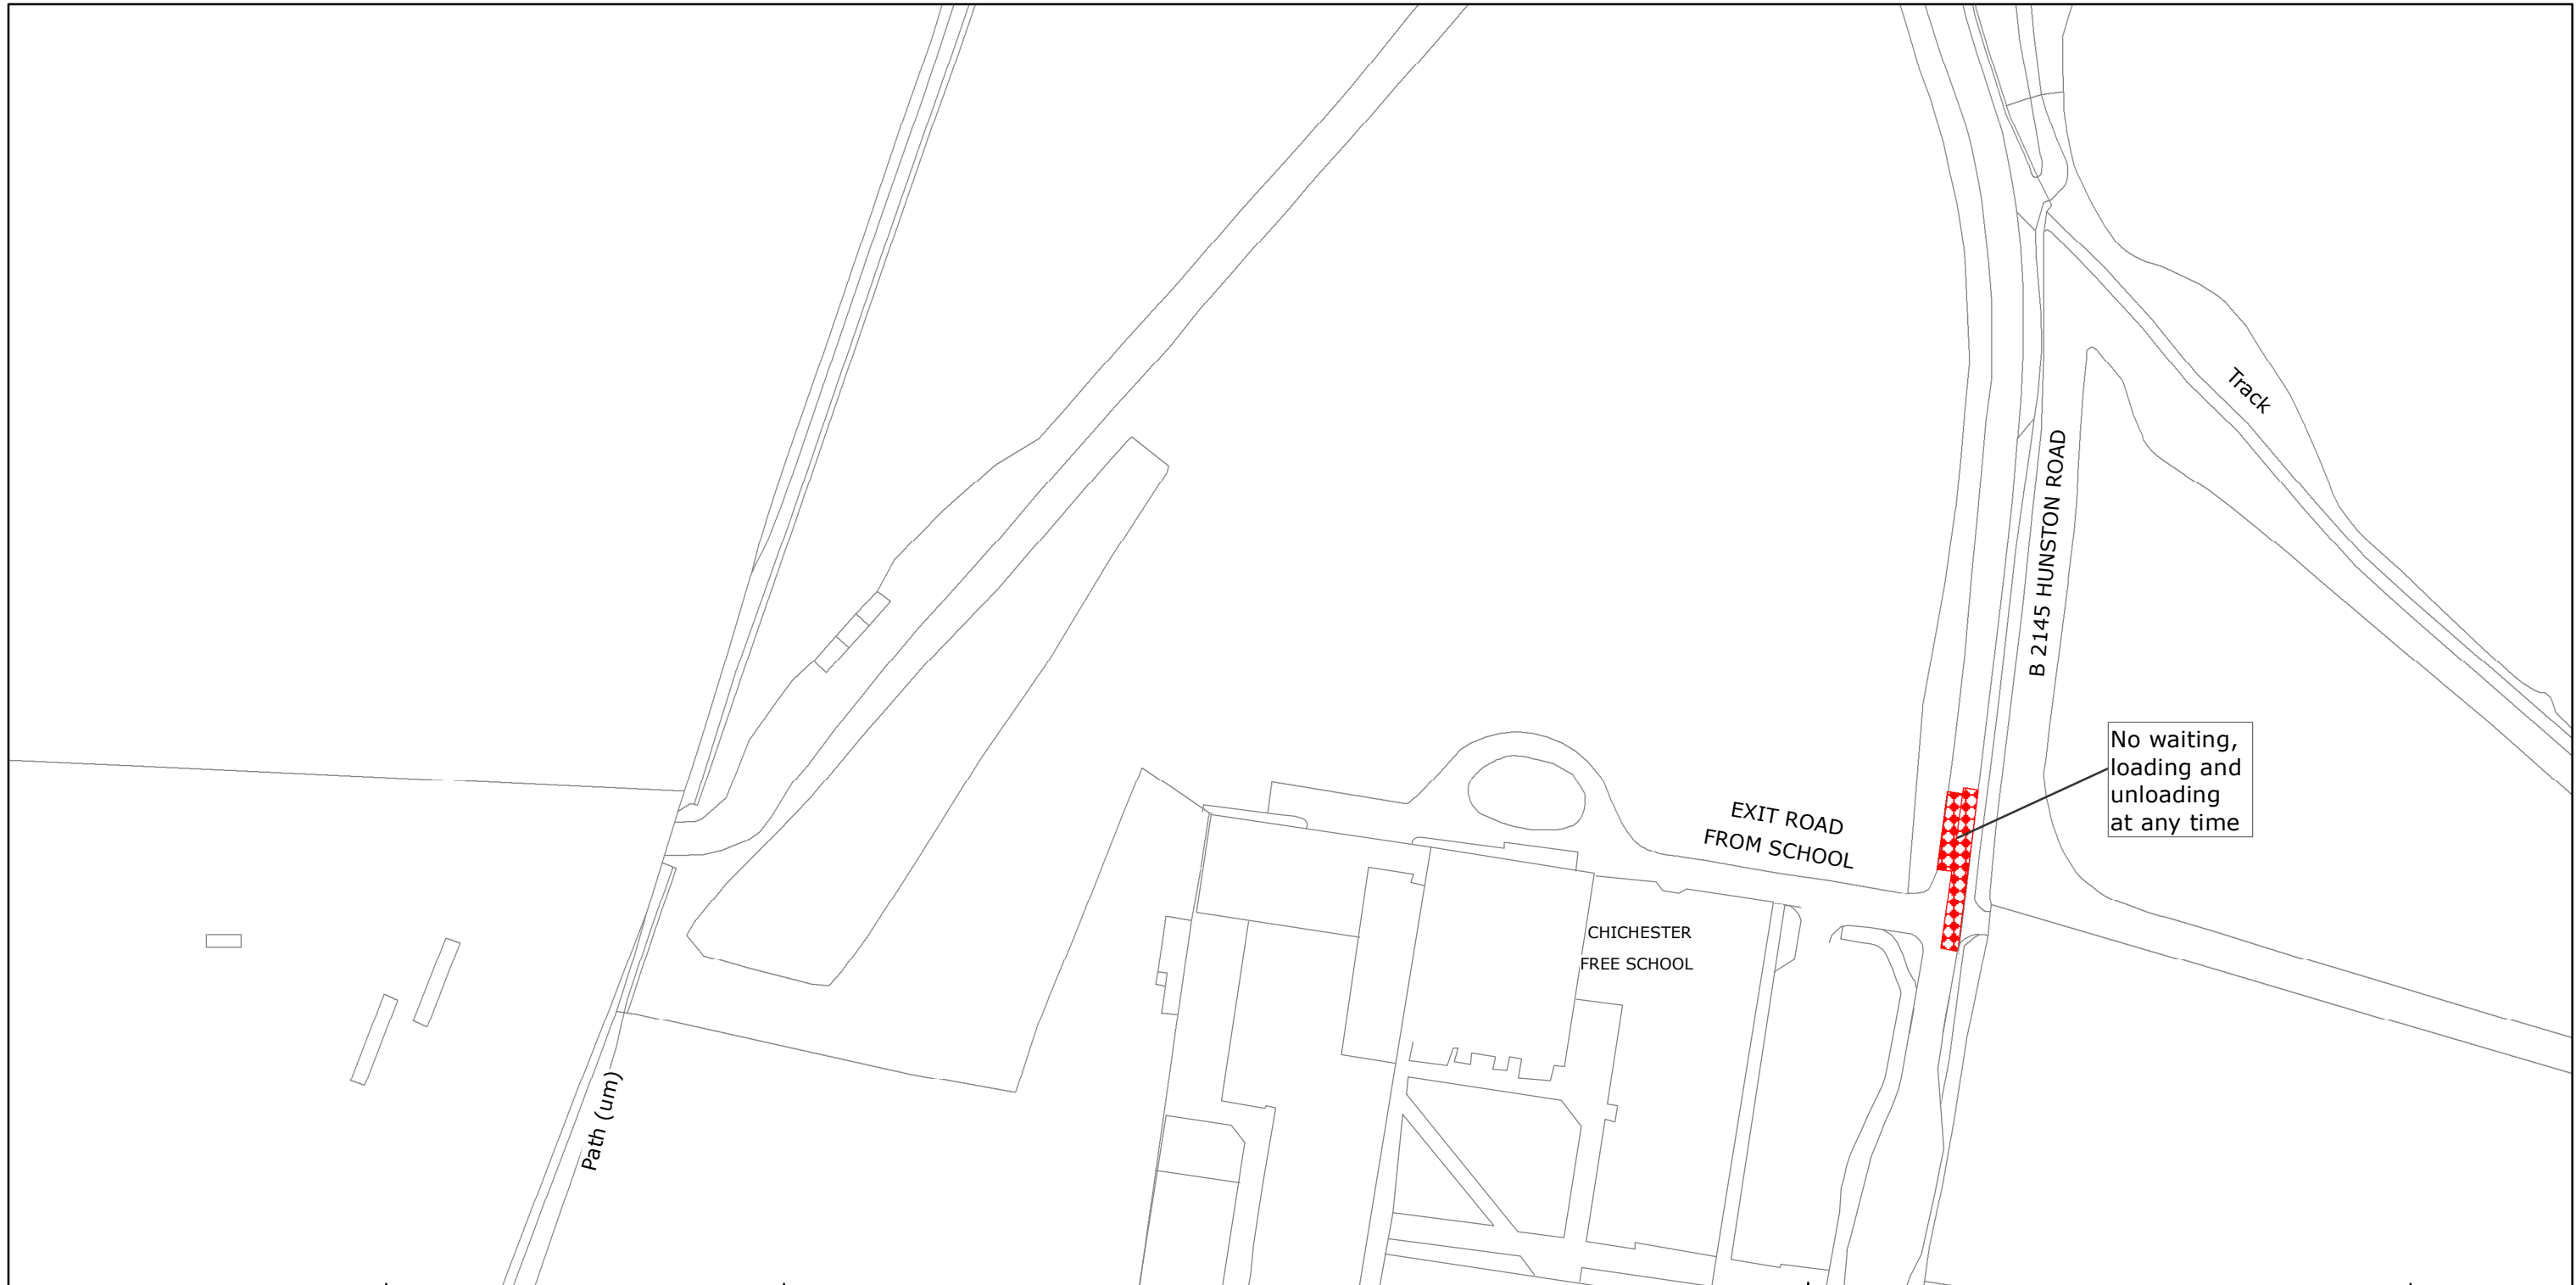 Track
B 2145 HUNSTON ROAD
No waiting,
loading and
unloading
at any time
EXIT ROAD
FROM SCHOOL
CHICHESTER
FREE SCHOOL
Path (um)